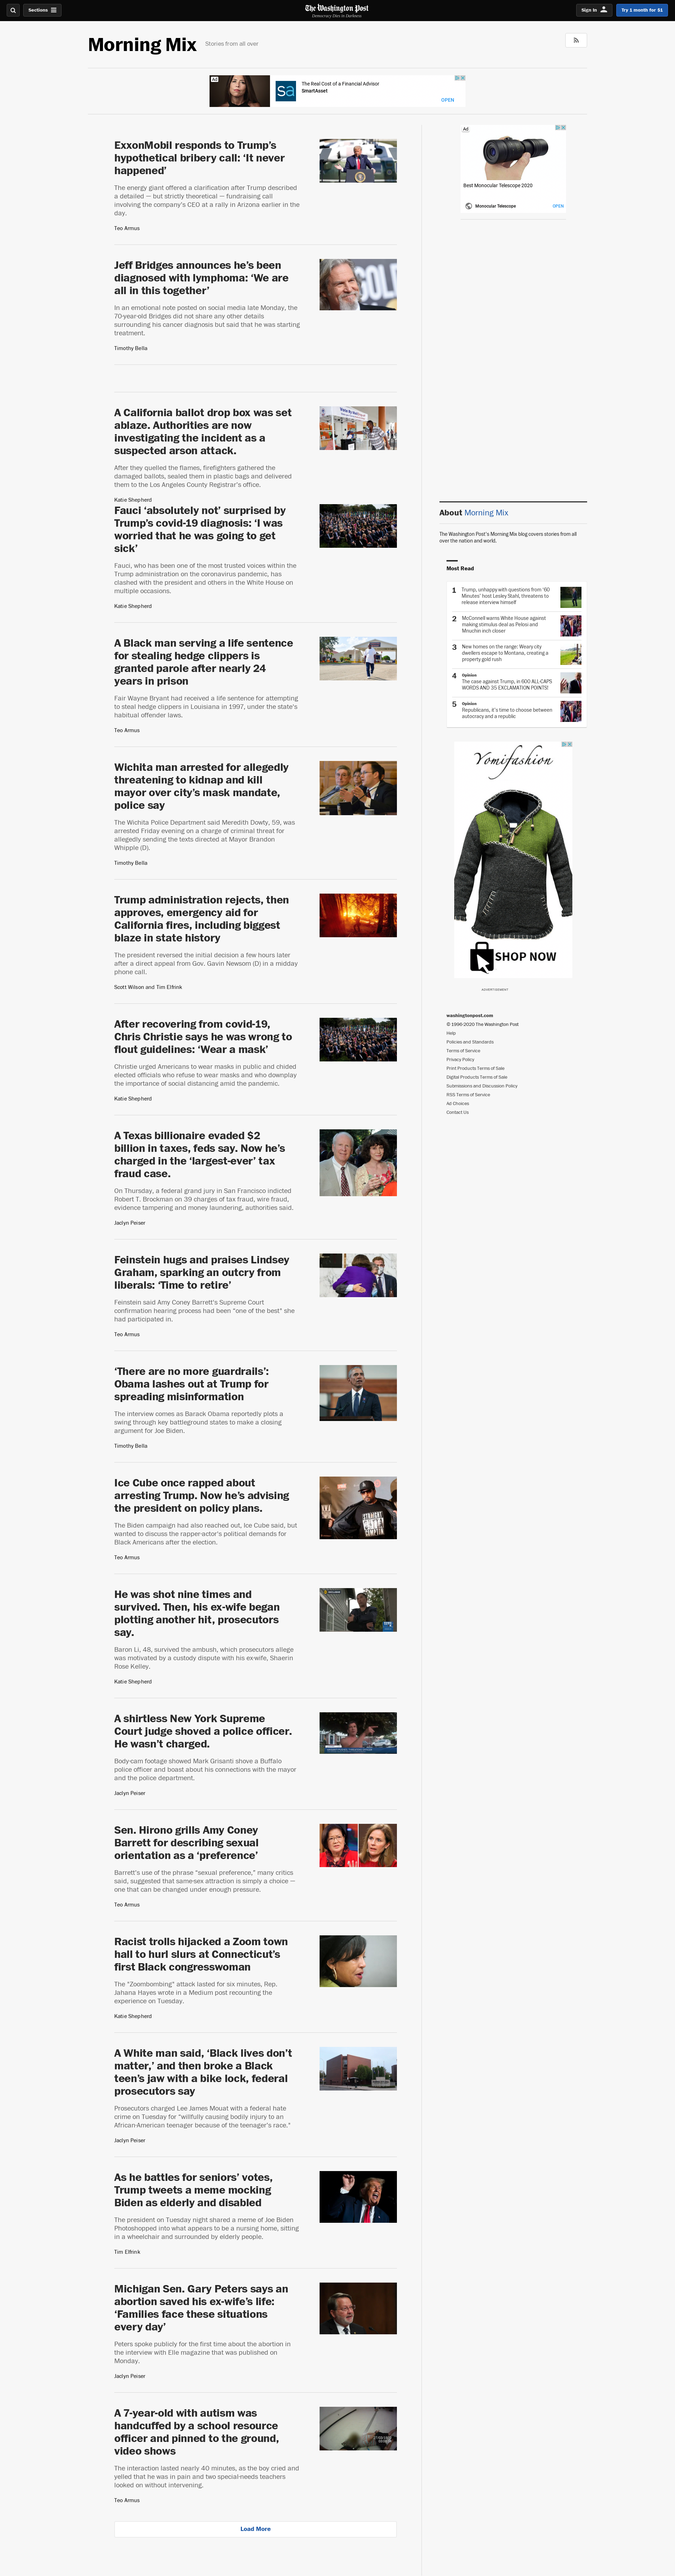 Sections
The Washington Post
Democracy Dies in Darkness
Sign In
Try 1 month for $1
Morning Mix
Stories from all over
Ad
The Real Cost of a Financial Advisor
SmartAsset
sa
OPEN
ExxonMobil responds to Trump’s
hypothetical bribery call: ‘It never
happened’
The energy giant offered a clarification after Trump described
a detailed — but strictly theoretical — fundraising call
involving the company’s CEO at a rally in Arizona earlier in the
day.
Teo Armus
Jeff Bridges announces he’s been
diagnosed with lymphoma: ‘We are
all in this together’
In an emotional note posted on social media late Monday, the
70-year-old Bridges did not share any other details
surrounding his cancer diagnosis but said that he was starting
treatment.
Timothy Bella
A California ballot drop box was set
ablaze. Authorities are now
investigating the incident as a
suspected arson attack.
After they quelled the flames, firefighters gathered the
damaged ballots, sealed them in plastic bags and delivered
them to the Los Angeles County Registrar’s office.
Katie Shepherd
Fauci ‘absolutely not’ surprised by
Trump’s covid-19 diagnosis: ‘I was
worried that he was going to get
sick’
Fauci, who has been one of the most trusted voices within the
Trump administration on the coronavirus pandemic, has
clashed with the president and others in the White House on
multiple occasions.
Katie Shepherd
A Black man serving a life sentence
for stealing hedge clippers is
granted parole after nearly 24
years in prison
Fair Wayne Bryant had received a life sentence for attempting
to steal hedge clippers in Louisiana in 1997, under the state’s
habitual offender laws.
Teo Armus
Wichita man arrested for allegedly
threatening to kidnap and kill
mayor over city’s mask mandate,
police say
The Wichita Police Department said Meredith Dowty, 59, was
arrested Friday evening on a charge of criminal threat for
allegedly sending the texts directed at Mayor Brandon
Whipple (D).
Timothy Bella
Trump administration rejects, then
approves, emergency aid for
California fires, including biggest
blaze in state history
The president reversed the initial decision a few hours later
after a direct appeal from Gov. Gavin Newsom (D) in a midday
phone call.
Scott Wilson and Tim Elfrink
After recovering from covid-19,
Chris Christie says he was wrong to
flout guidelines: ‘Wear a mask’
Christie urged Americans to wear masks in public and chided
elected officials who refuse to wear masks and who downplay
the importance of social distancing amid the pandemic.
Katie Shepherd
A Texas billionaire evaded $2
billion in taxes, feds say. Now he’s
charged in the ‘largest-ever’ tax
fraud case.
On Thursday, a federal grand jury in San Francisco indicted
Robert T. Brockman on 39 charges of tax fraud, wire fraud,
evidence tampering and money laundering, authorities said.
Jaclyn Peiser
Feinstein hugs and praises Lindsey
Graham, sparking an outcry from
liberals: ‘Time to retire’
Feinstein said Amy Coney Barrett’s Supreme Court
confirmation hearing process had been "one of the best" she
had participated in.
Teo Armus
‘There are no more guardrails’:
Obama lashes out at Trump for
spreading misinformation
The interview comes as Barack Obama reportedly plots a
swing through key battleground states to make a closing
argument for Joe Biden.
Timothy Bella
Ice Cube once rapped about
arresting Trump. Now he’s advising
the president on policy plans.
The Biden campaign had also reached out, Ice Cube said, but
wanted to discuss the rapper-actor’s political demands for
Black Americans after the election.
Teo Armus
He was shot nine times and
survived. Then, his ex-wife began
plotting another hit, prosecutors
say.
Baron Li, 48, survived the ambush, which prosecutors allege
was motivated by a custody dispute with his ex-wife, Shaerin
Rose Kelley.
Katie Shepherd
A shirtless New York Supreme
Court judge shoved a police officer.
He wasn’t charged.
Body-cam footage showed Mark Grisanti shove a Buffalo
police officer and boast about his connections with the mayor
and the police department.
Jaclyn Peiser
Sen. Hirono grills Amy Coney
Barrett for describing sexual
orientation as a ‘preference’
Barrett’s use of the phrase “sexual preference,” many critics
said, suggested that same-sex attraction is simply a choice —
one that can be changed under enough pressure.
Teo Armus
Racist trolls hijacked a Zoom town
hall to hurl slurs at Connecticut’s
first Black congresswoman
The "Zoombombing" attack lasted for six minutes, Rep.
Jahana Hayes wrote in a Medium post recounting the
experience on Tuesday.
Katie Shepherd
A White man said, ‘Black lives don’t
matter,’ and then broke a Black
teen’s jaw with a bike lock, federal
prosecutors say
Prosecutors charged Lee James Mouat with a federal hate
crime on Tuesday for "willfully causing bodily injury to an
African-American teenager because of the teenager’s race."
Jaclyn Peiser
As he battles for seniors’ votes,
Trump tweets a meme mocking
Biden as elderly and disabled
The president on Tuesday night shared a meme of Joe Biden
Photoshopped into what appears to be a nursing home, sitting
in a wheelchair and surrounded by elderly people.
Tim Elfrink
Michigan Sen. Gary Peters says an
abortion saved his ex-wife’s life:
‘Families face these situations
every day’
Peters spoke publicly for the first time about the abortion in
the interview with Elle magazine that was published on
Monday.
Jaclyn Peiser
A 7-year-old with autism was
handcuffed by a school resource
officer and pinned to the ground,
video shows
The interaction lasted nearly 40 minutes, as the boy cried and
yelled that he was in pain and two special-needs teachers
looked on without intervening.
Teo Armus
Load More
Ad
Best Monocular Telescope 2020
Monocular Telescope
OPEN
About Morning Mix
The Washington Post’s Morning Mix blog covers stories from all
over the nation and world.
Most Read
1
Trump, unhappy with questions from ‘60
Minutes’ host Lesley Stahl, threatens to
release interview himself
2
McConnell warns White House against
making stimulus deal as Pelosi and
Mnuchin inch closer
3
New homes on the range: Weary city
dwellers escape to Montana, creating a
property gold rush
4
Opinion
The case against Trump, in 600 ALL-CAPS
WORDS AND 35 EXCLAMATION POINTS!
5
Opinion
Republicans, it’s time to choose between
autocracy and a republic
Yomifashion
SHOP NOW
ADVERTISEMENT
washingtonpost.com
© 1996-2020 The Washington Post
Help
Policies and Standards
Terms of Service
Privacy Policy
Print Products Terms of Sale
Digital Products Terms of Sale
Submissions and Discussion Policy
RSS Terms of Service
Ad Choices
Contact Us